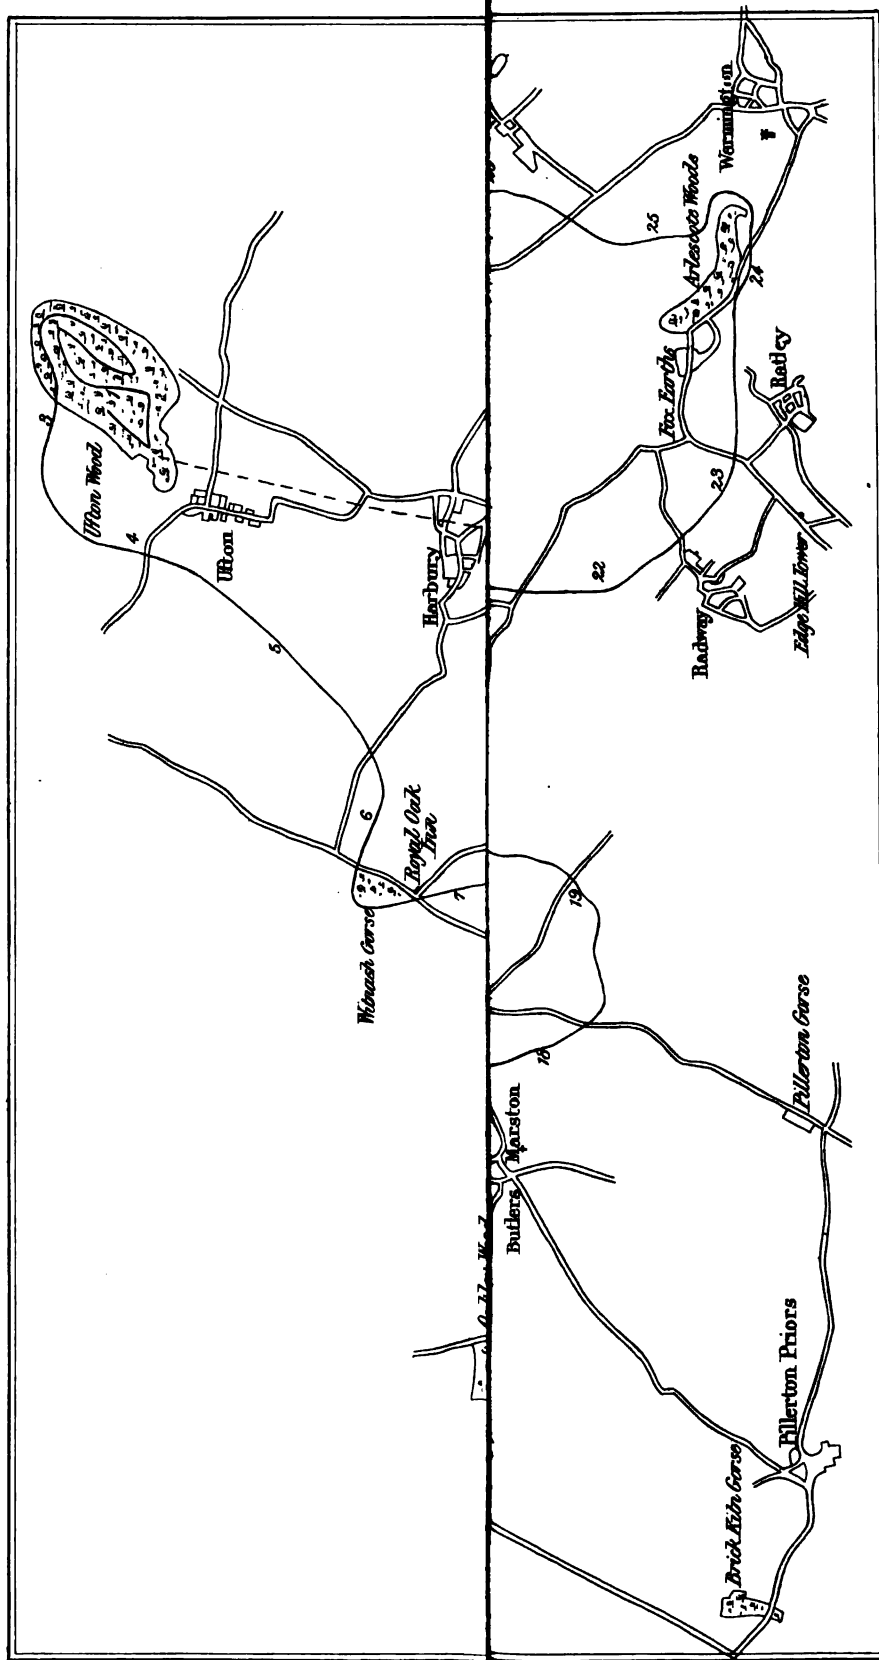 Ufton Wood
3
4
Ufton
5
Harbury
6
Royal Oak
Inn
7
Whinash Gorse
Warmington
Arlescote Woods
25
24
Fox Earths
Ratley
23
22
Radway
Edge Hill Tower
19
18
Pillerton Gorse
Butlers Marston
Pillerton Priors
Brick Kiln Gorse